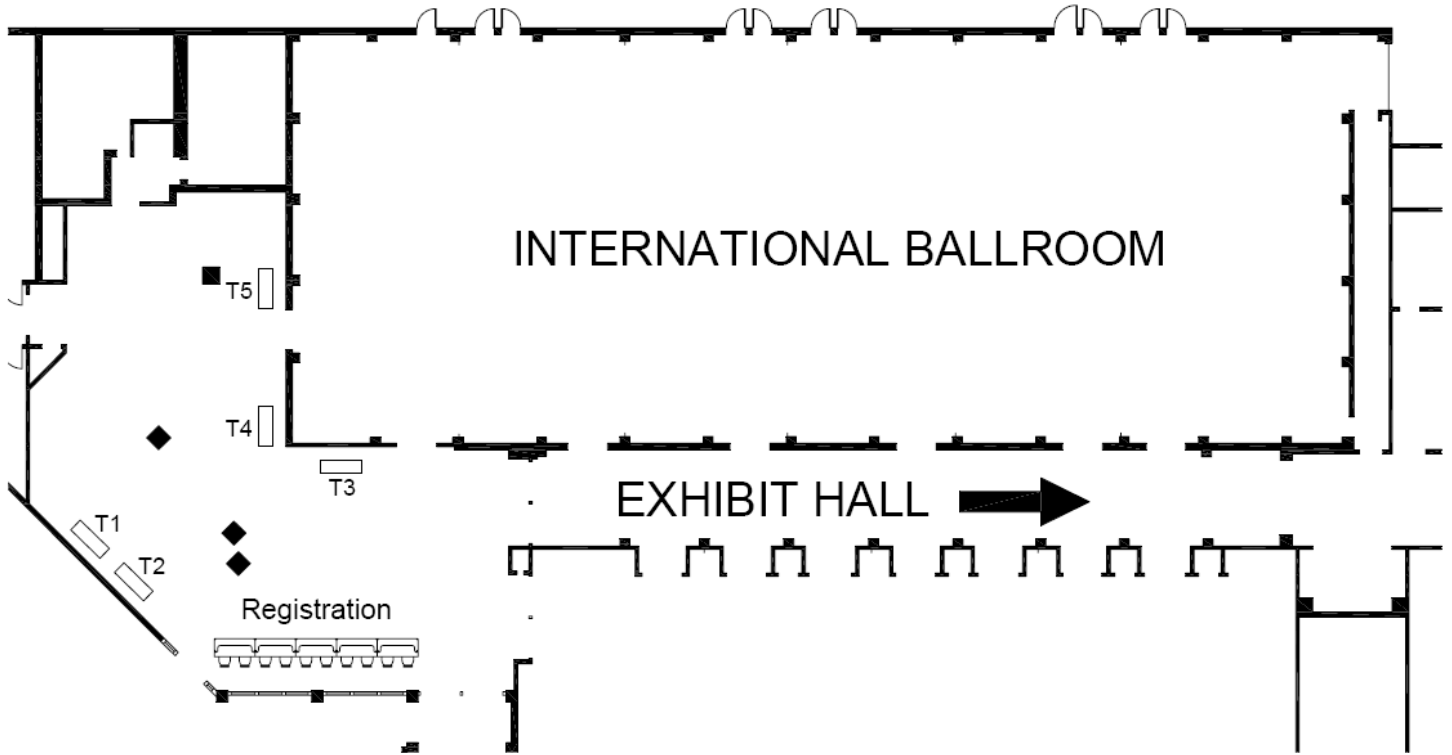 INTERNATIONAL BALLROOM
T5
T4
T3
EXHIBIT HALL
T1
T2
Registration